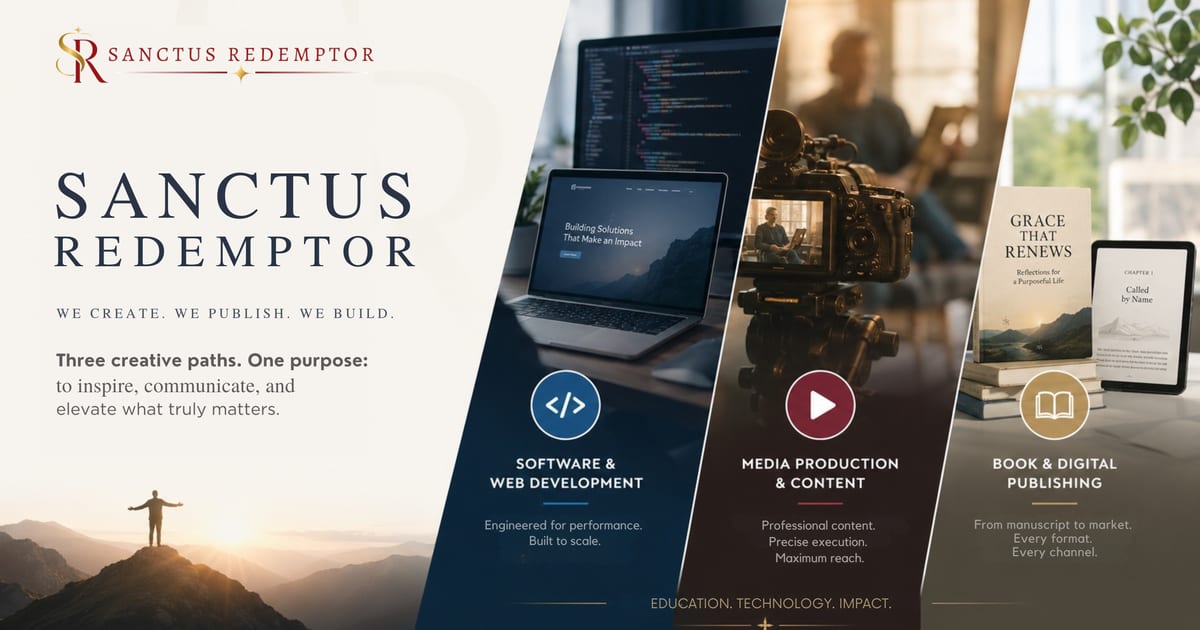 SR SANCTUS REDEMPTOR
SANCTUS
REDEMPTOR
WE CREATE. WE PUBLISH. WE BUILD.
Three creative paths. One purpose:
to inspire, communicate, and
elevate what truly matters.
Building Solutions
That Make an Impact
</>
SOFTWARE &
WEB DEVELOPMENT
Engineered for performance.
Built to scale.
MEDIA PRODUCTION
& CONTENT
Professional content.
Precise execution.
Maximum reach.
GRACE
THAT
RENEWS
Reflections for
a Purposeful Life
CHAPTER 1
Called
by Name
BOOK & DIGITAL
PUBLISHING
From manuscript to market.
Every format.
Every channel.
EDUCATION. TECHNOLOGY. IMPACT.